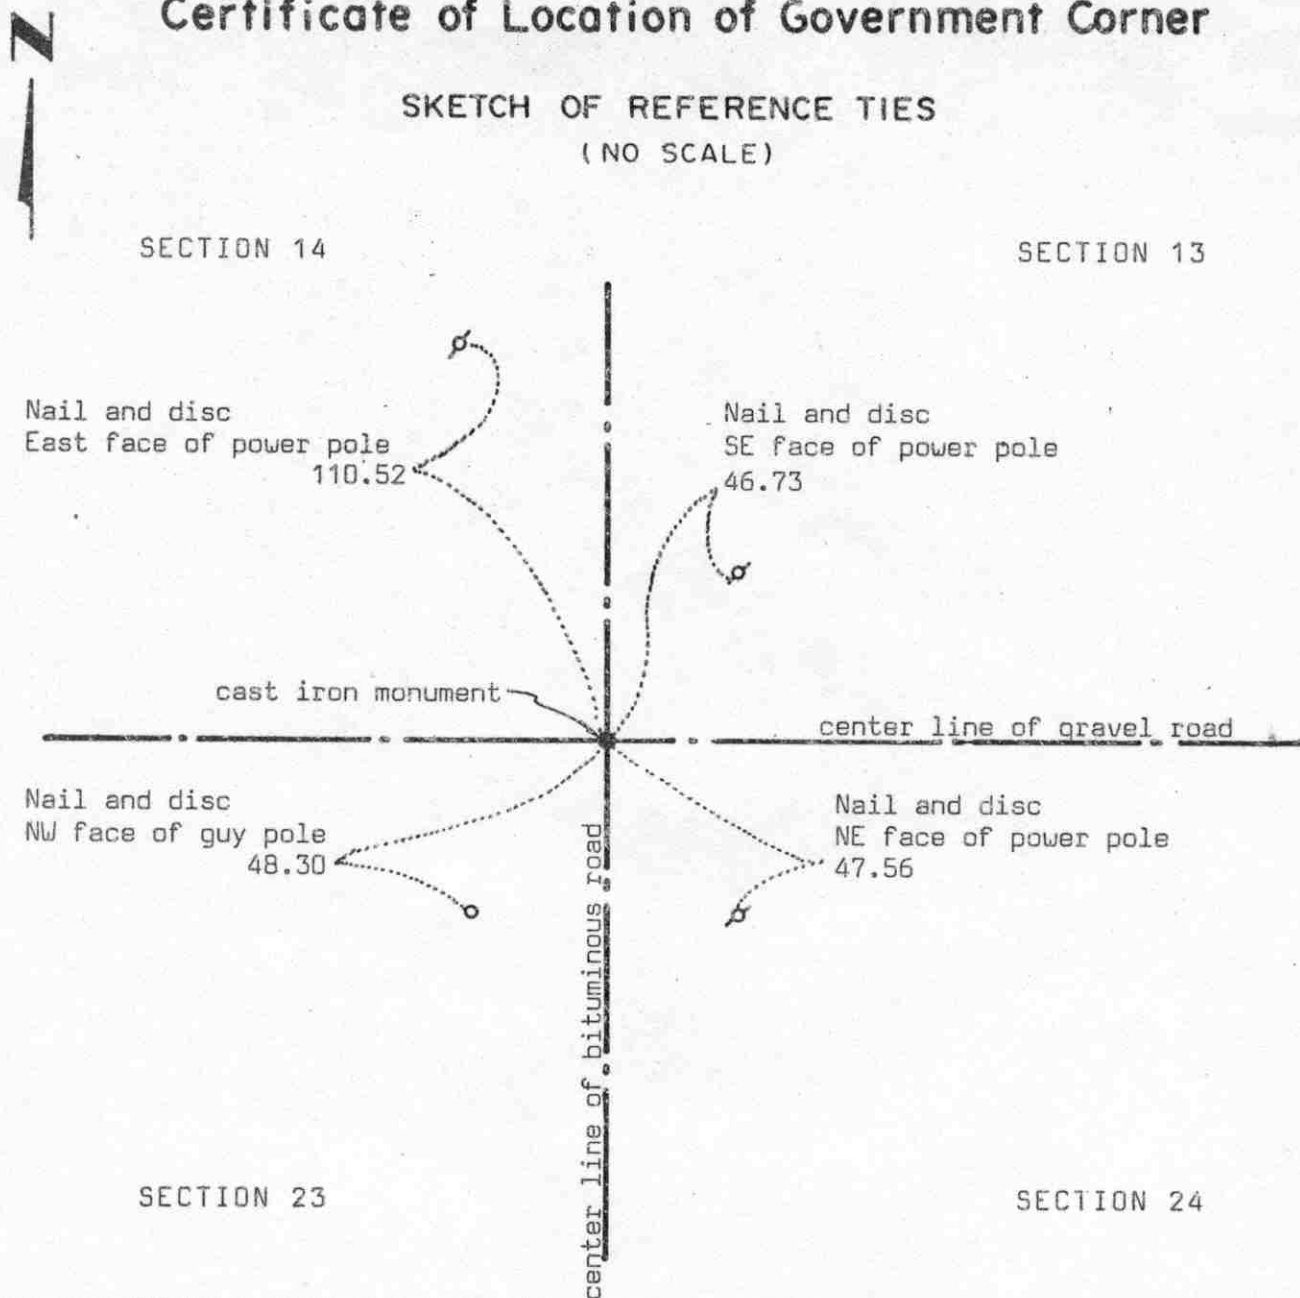 Certificate of Location of Government Corner
N
SKETCH OF REFERENCE TIES
(NO SCALE)
SECTION 14
SECTION 13
Nail and disc
East face of power pole
110.52
Nail and disc
SE face of power pole
46.73
cast iron monument
center line of gravel road
Nail and disc
NW face of guy pole
48.30
Nail and disc
NE face of power pole
47.56
center line of bituminous road
SECTION 23
SECTION 24